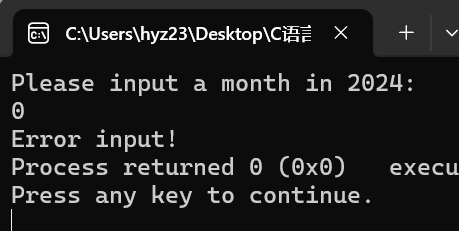 C:\Users\hyz23\Desktop\C语言
Please input a month in 2024:
0
Error input!
Process returned 0 (0x0)   execu
Press any key to continue.